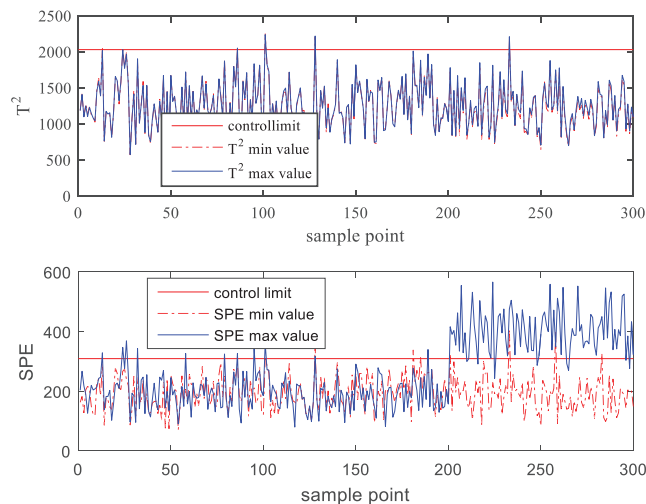 2500
2000
1500
1000
500
0
T²
controllimit
T² min value
T² max value
0 50 100 150 200 250 300
sample point
600
400
200
0
SPE
control limit
SPE min value
SPE max value
0 50 100 150 200 250 300
sample point